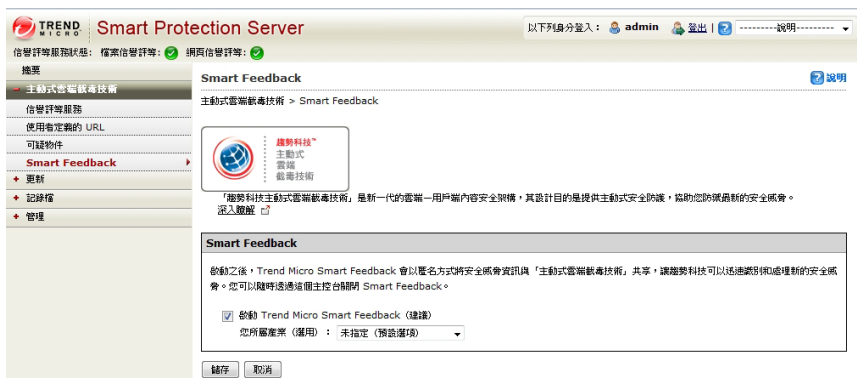 TREND MICRO Smart Protection Server
以下列身分登入： admin 登出 | ---------說明---------
信譽評等服務狀態： 檔案信譽評等： 網頁信譽評等：
摘要
主動式雲端截毒技術
信譽評等服務
使用者定義的 URL
可疑物件
Smart Feedback
更新
記錄檔
管理
Smart Feedback
說明
主動式雲端截毒技術 > Smart Feedback
趨勢科技™
主動式
雲端
截毒技術
「趨勢科技主動式雲端截毒技術」是新一代的雲端—用戶端內容安全架構，其設計目的是提供主動式安全防護，協助您防禦最新的安全威脅。
深入瞭解
Smart Feedback
啟動之後，Trend Micro Smart Feedback 會以匿名方式將安全威脅資訊與「主動式雲端截毒技術」共享，讓趨勢科技可以迅速識別和處理新的安全威
脅。您可以隨時透過這個主控台關閉 Smart Feedback。
啟動 Trend Micro Smart Feedback（建議）
您所屬產業（選用）： 未指定（預設選項）
儲存 取消